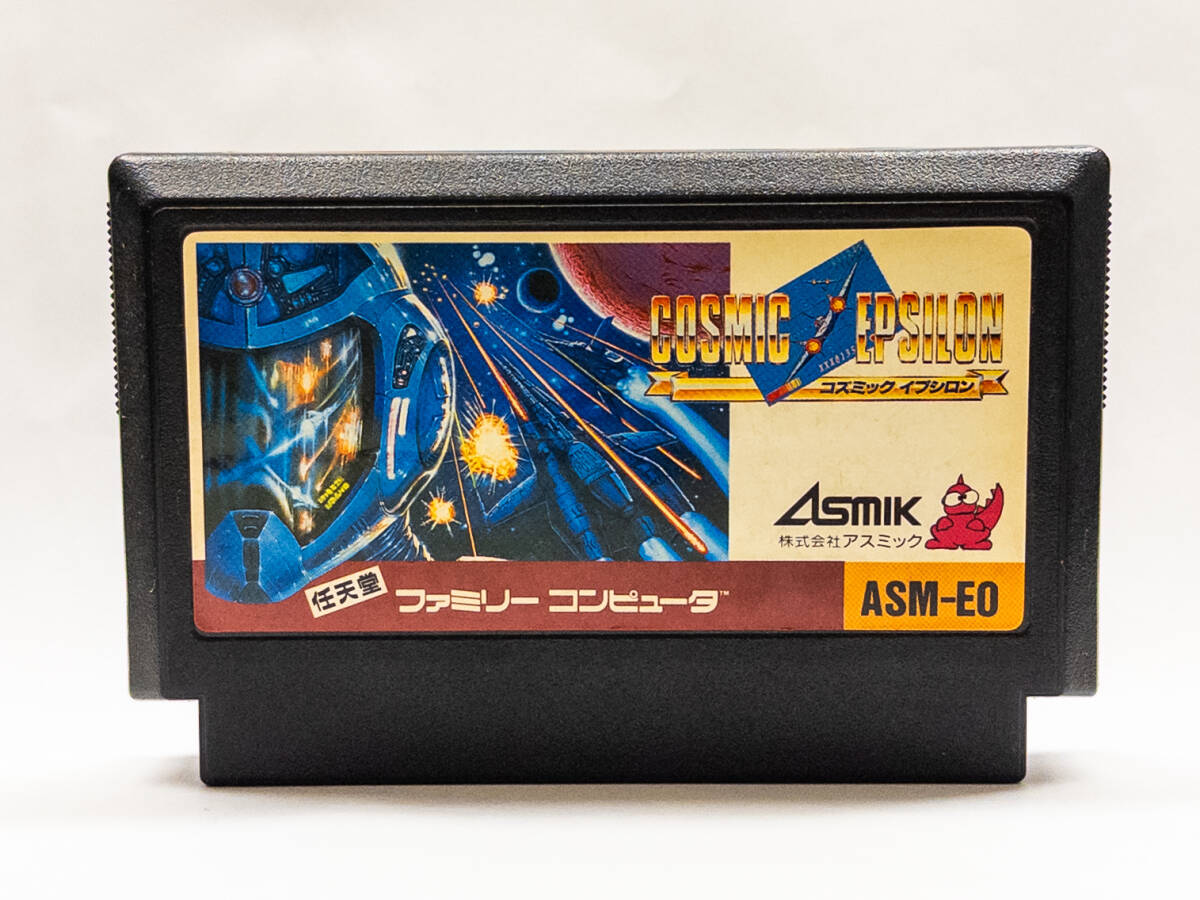 COSMIC EPSILON
コズミック イプシロン
ASMIK
株式会社アスミック
任天堂
ファミリー コンピュータ™
ASM-EO